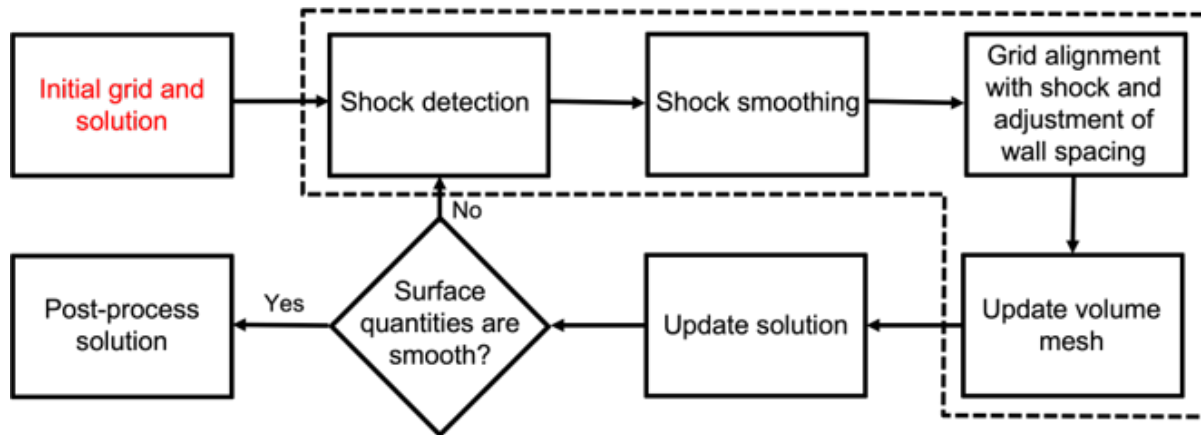 Initial grid and
solution
Shock detection
Shock smoothing
Grid alignment
with shock and
adjustment of
wall spacing
Update volume
mesh
Update solution
Surface
quantities are
smooth?
No
Yes
Post-process
solution